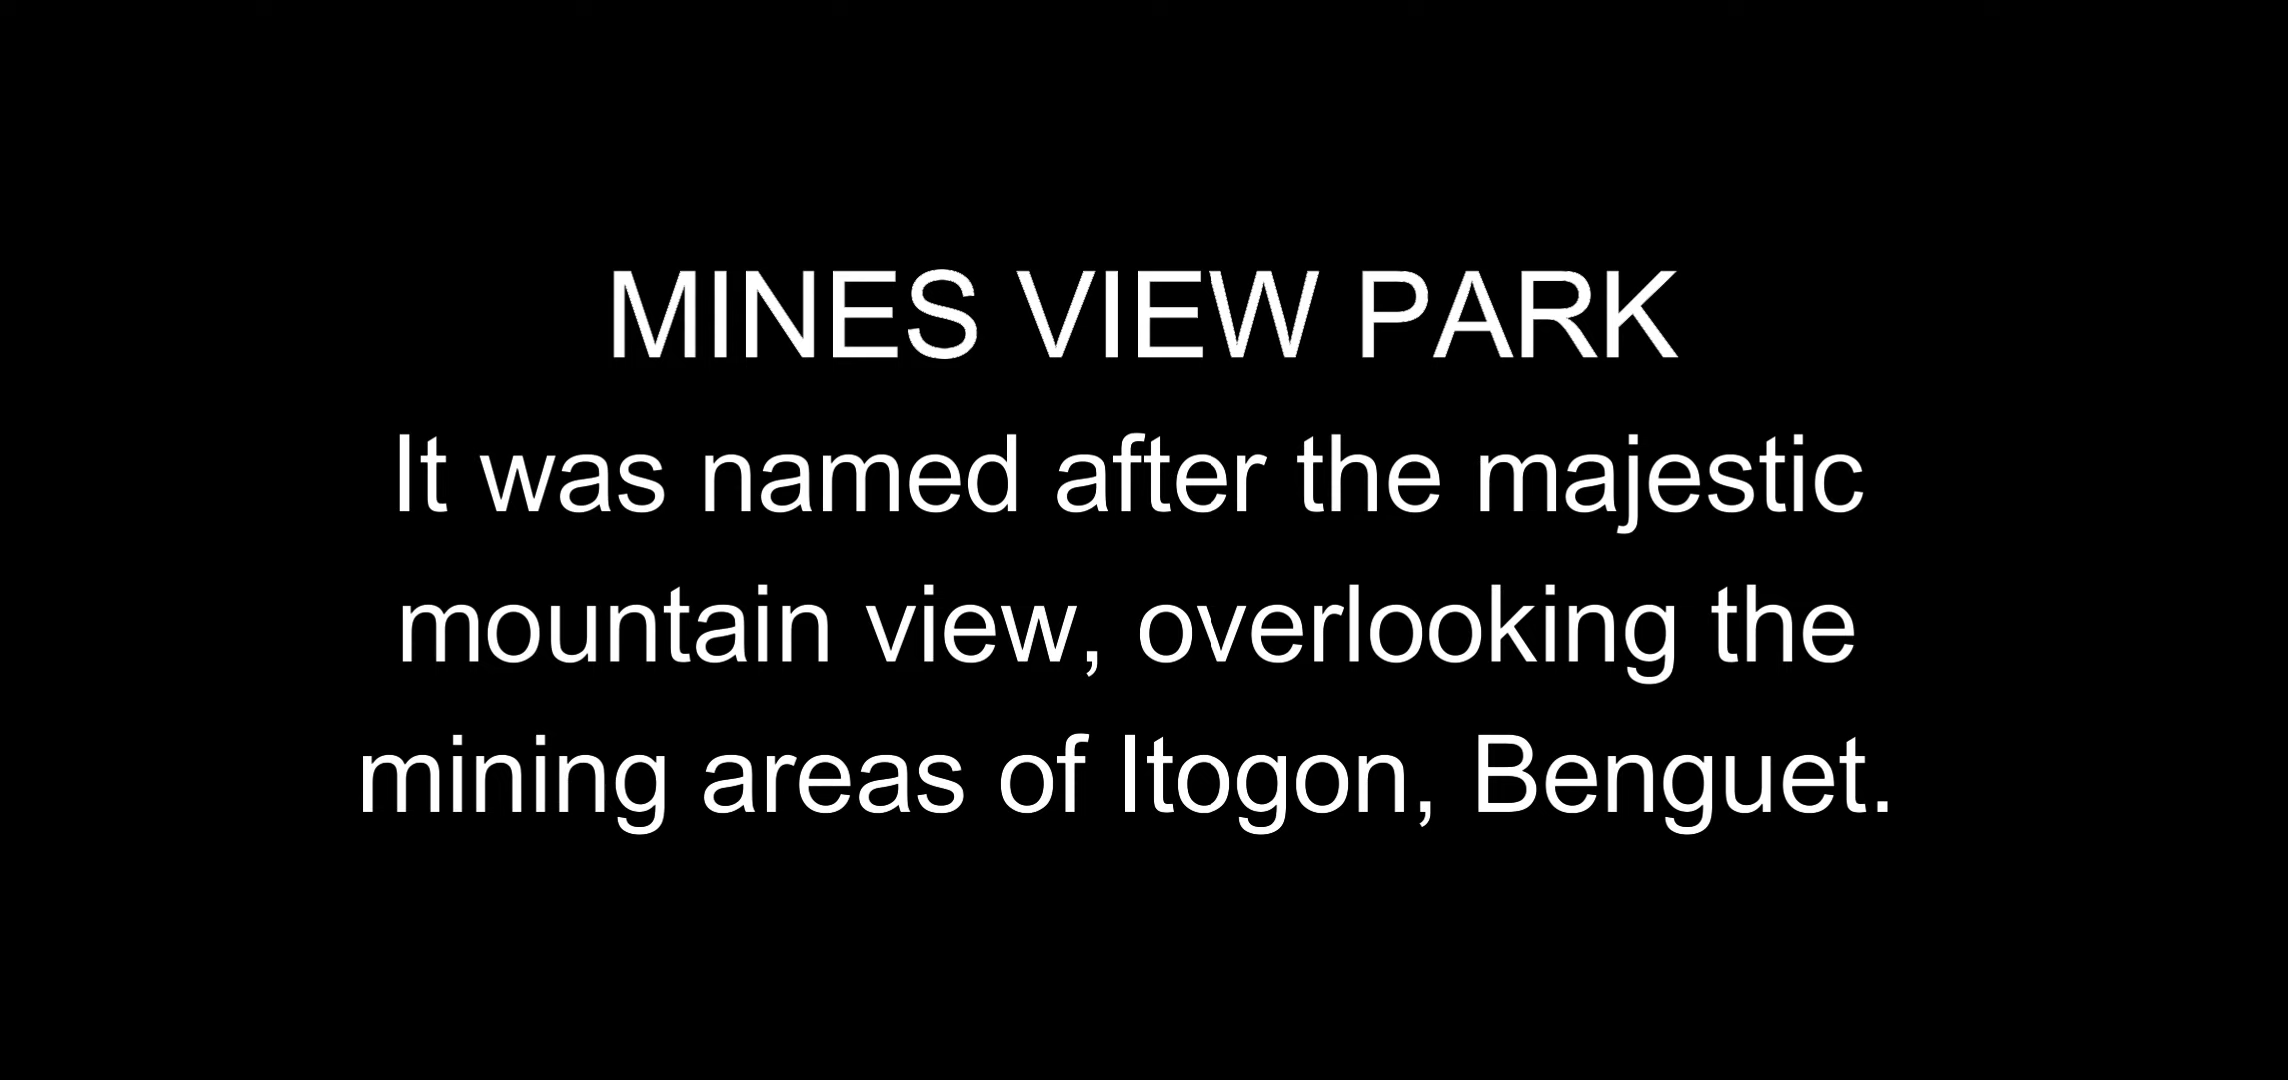 MINES VIEW PARK
It was named after the majestic
mountain view, overlooking the
mining areas of Itogon, Benguet.